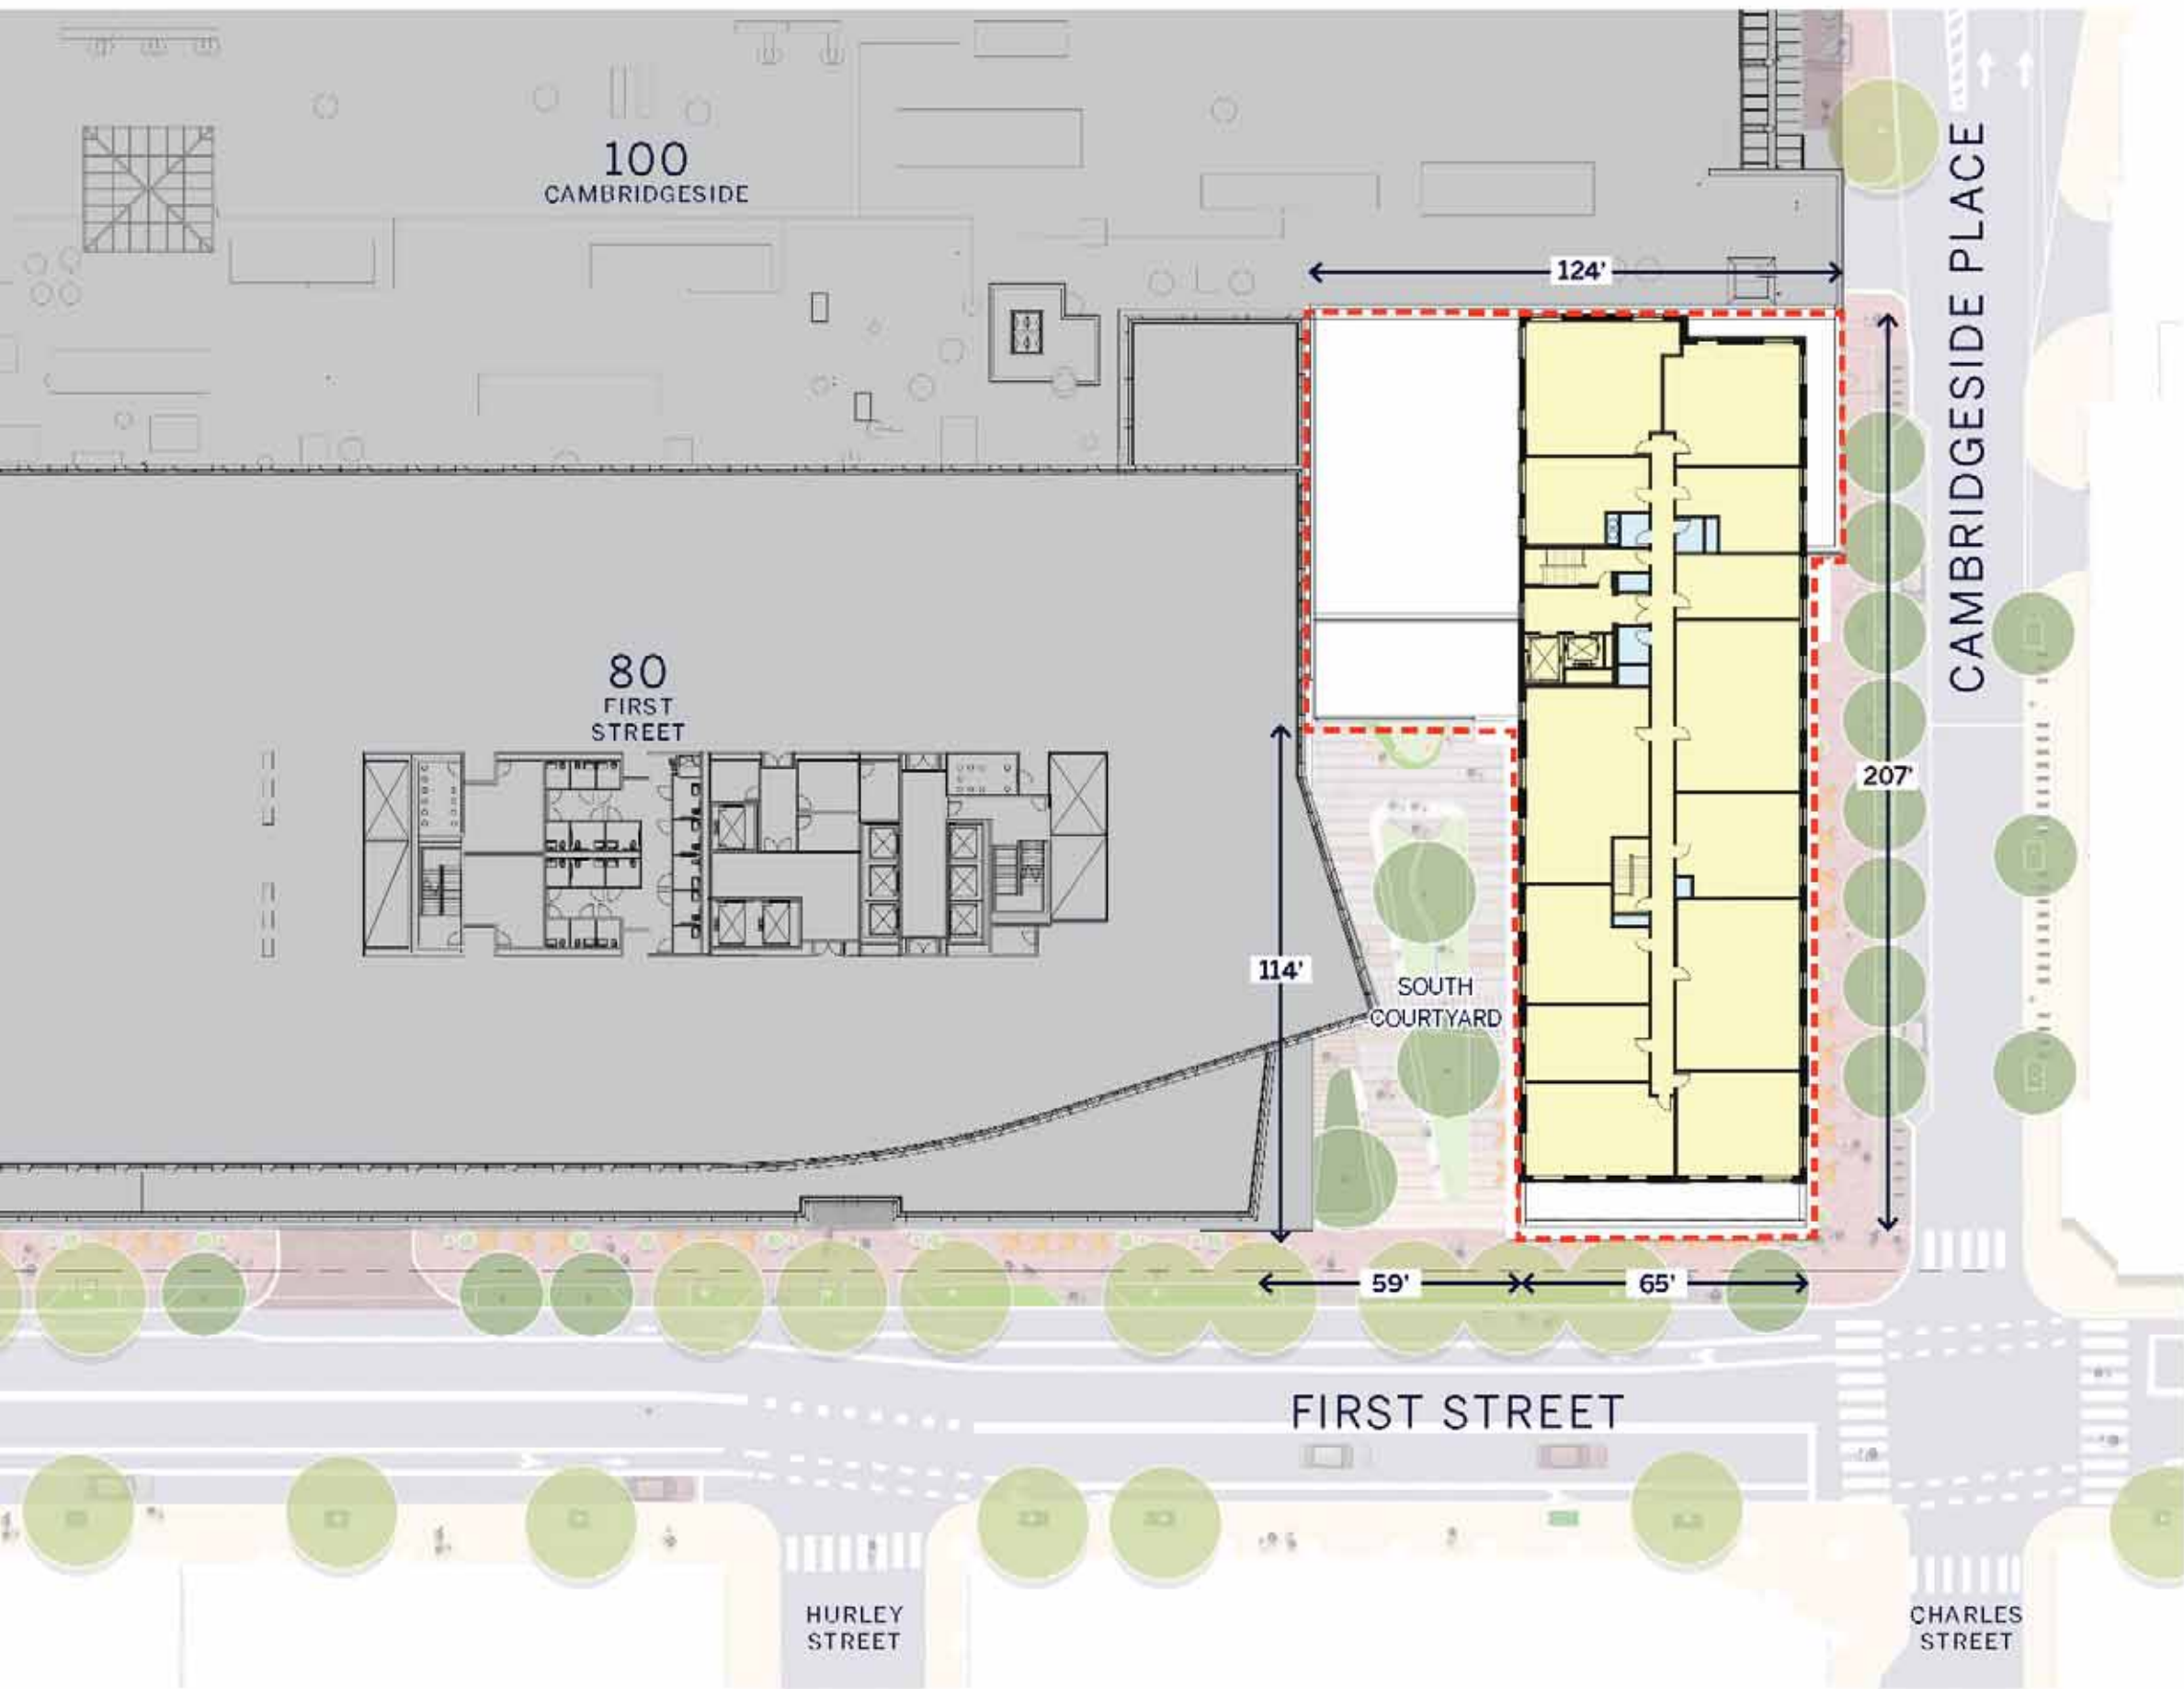 100
CAMBRIDGESIDE
124'
CAMBRIDGESIDE PLACE
80
FIRST
STREET
207'
114'
SOUTH
COURTYARD
59'
65'
FIRST STREET
HURLEY
STREET
CHARLES
STREET